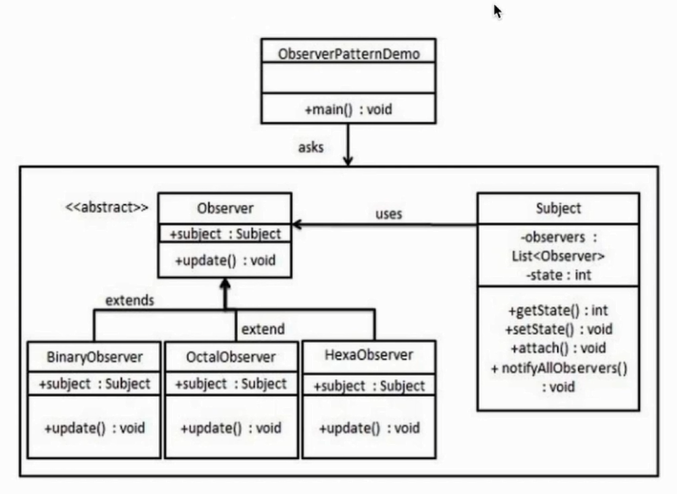 ObserverPatternDemo
+main() : void
asks
<<abstract>>
Observer
+subject : Subject
+update() : void
uses
Subject
-observers :
List<Observer>
-state : int
+getState() : int
+setState() : void
+attach() : void
+ notifyAllObservers()
: void
extends
extend
BinaryObserver
+subject : Subject
+update() : void
OctalObserver
+subject : Subject
+update() : void
HexaObserver
+subject : Subject
+update() : void